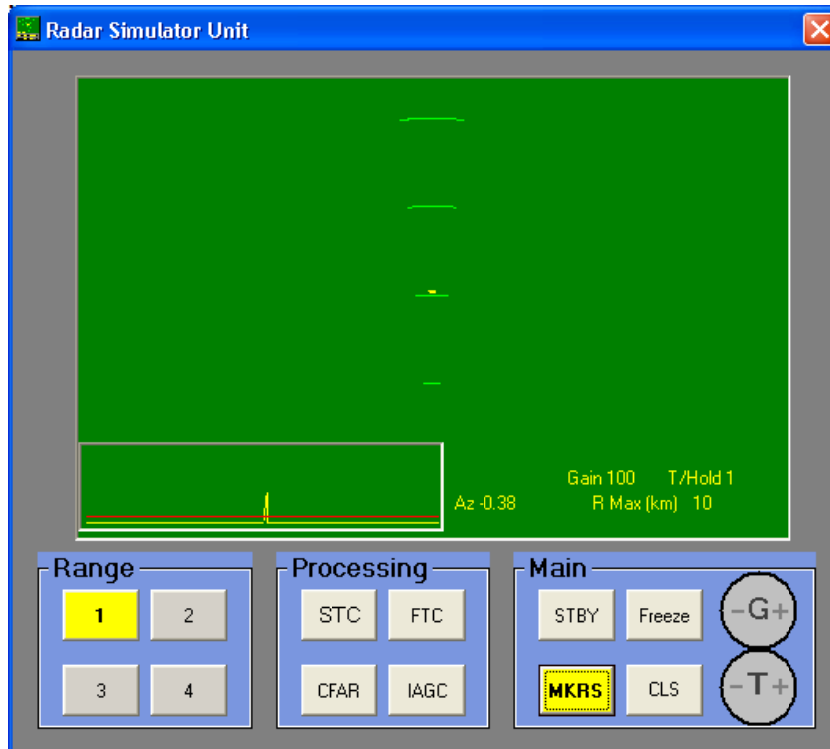 Radar Simulator Unit
Gain 100 T/Hold 1
Az -0.38 R Max (km) 10
Range Processing Main
1 2 STC FTC STBY Freeze -G+
3 4 CFAR IAGC MKRS CLS -T+